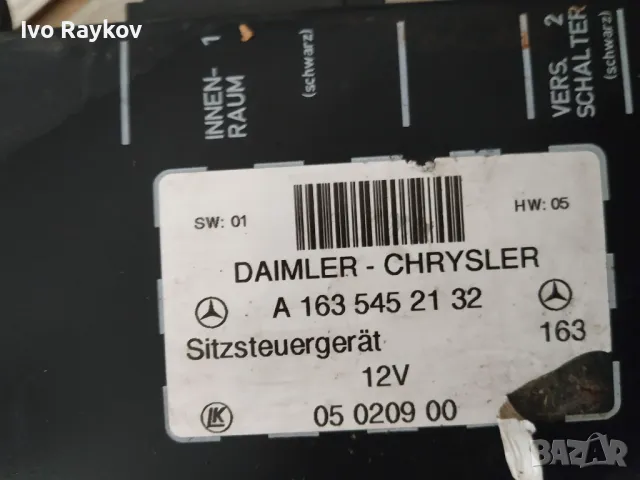 Ivo Raykov
INNEN- 1
RAUM
(schwarz)
VERS. 2
SCHALTER
(schwarz)
SW: 01
HW: 05
DAIMLER - CHRYSLER
A 163 545 21 32
Sitzsteuergerät
163
12V
LK
05 0209 00
BAZAR